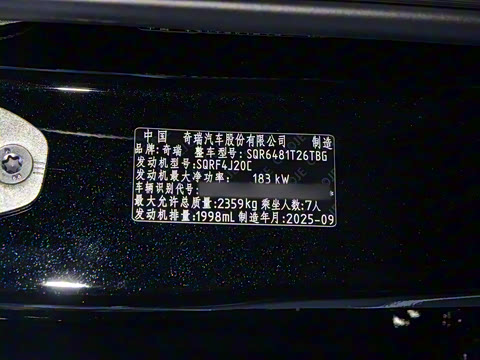 中国 奇瑞汽车股份有限公司 制造
品牌:奇瑞 整车型号:SQR6481T26TBG
发动机型号:SQRF4J20C
发动机最大净功率: 183 kW
车辆识别代号: *
最大允许总质量:2359kg 乘坐人数:7人
发动机排量:1998mL 制造年月:2025-09